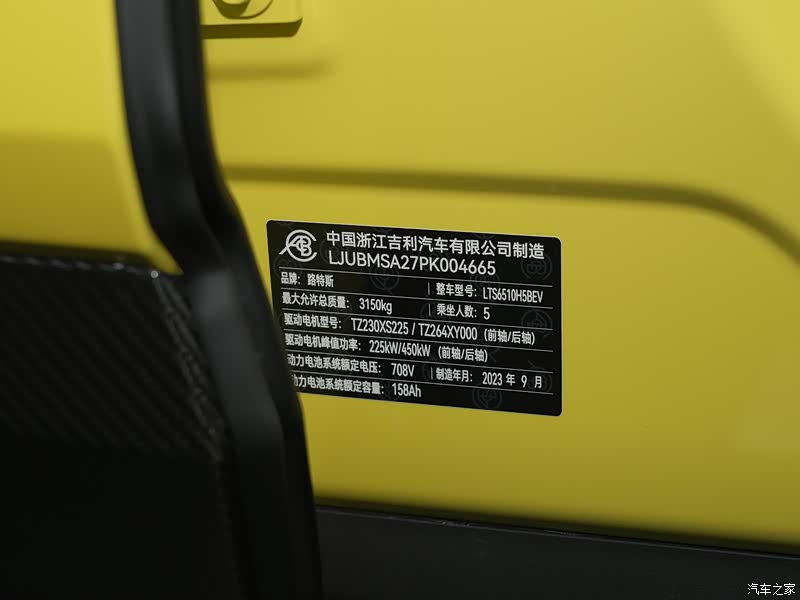 中国浙江吉利汽车有限公司制造
LJUBMSA27PK004665
品牌：路特斯 整车型号：LTS6510H5BEV
最大允许总质量：3150kg 乘坐人数：5
驱动电机型号：TZ230XS225 / TZ264XY000（前轴/后轴）
驱动电机峰值功率：225kW/450kW（前轴/后轴）
动力电池系统额定电压：708V 制造年月：2023 年 9 月
动力电池系统额定容量：158Ah
汽车之家